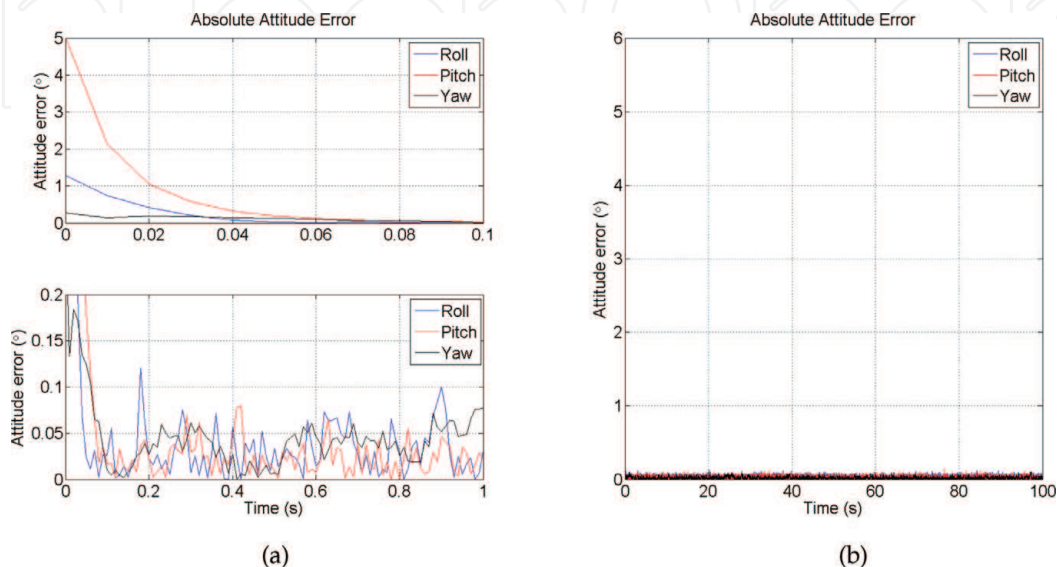 Absolute Attitude Error
Attitude error (°)
5
4
3
2
1
0
Roll
Pitch
Yaw
0 0.02 0.04 0.06 0.08 0.1
Attitude error (°)
0.2
0.15
0.1
0.05
0
Roll
Pitch
Yaw
0 0.2 0.4 0.6 0.8 1
Time (s)
(a)
Absolute Attitude Error
Attitude error (°)
6
5
4
3
2
1
0
Roll
Pitch
Yaw
0 20 40 60 80 100
Time (s)
(b)